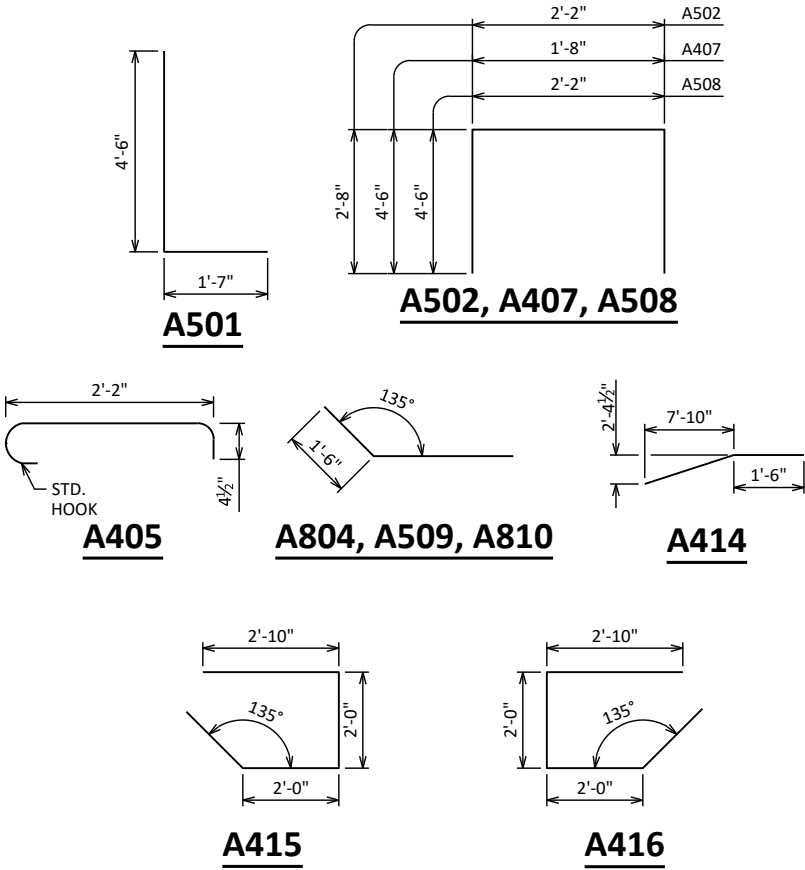 2'-2" A502
1'-8" A407
2'-2" A508
4'-6"
2'-8" 4'-6" 4'-6"
1'-7"
A501
A502, A407, A508
2'-2"
4½"
STD.
HOOK
A405
135°
1'-6"
A804, A509, A810
2'-4½"
7'-10"
1'-6"
A414
2'-10"
135°
2'-0"
2'-0"
A415
2'-10"
2'-0"
135°
2'-0"
A416